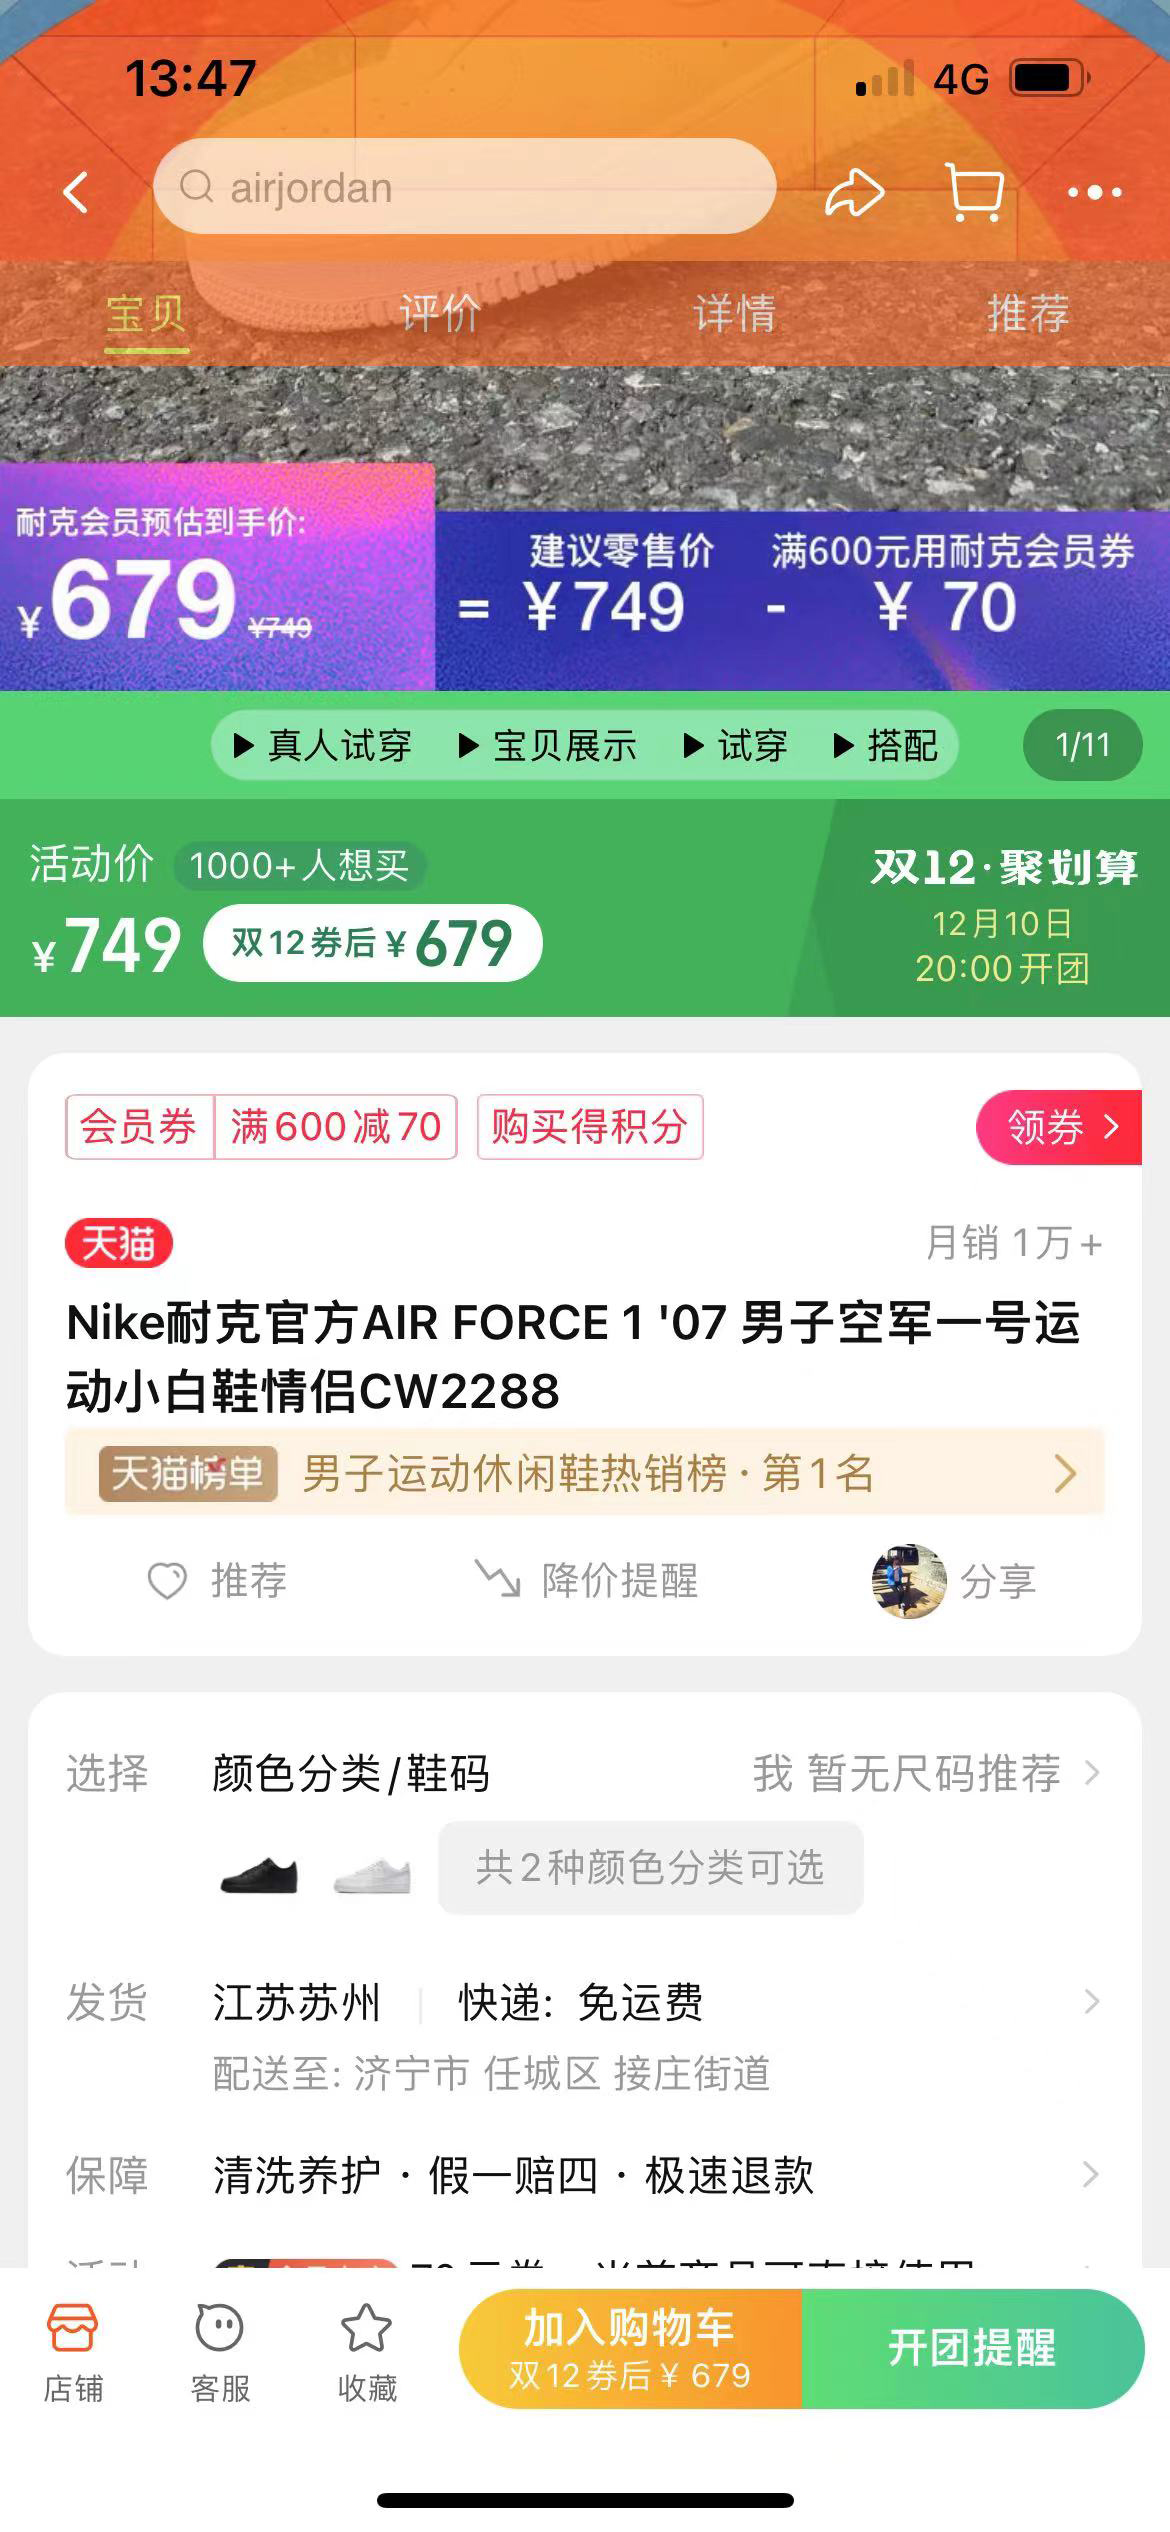 13:47
4G
airjordan
宝贝
评价
详情
推荐
耐克会员预估到手价:
¥679 ¥749
建议零售价 满600元用耐克会员券
= ¥749 - ¥ 70
真人试穿 宝贝展示 试穿 搭配
1/11
活动价 1000+人想买
¥749 双12券后¥679
双12·聚划算
12月10日
20:00开团
会员券 满600减70 购买得积分
领券
天猫
月销 1万+
Nike耐克官方AIR FORCE 1 '07 男子空军一号运
动小白鞋情侣CW2288
天猫榜单 男子运动休闲鞋热销榜·第1名
推荐 降价提醒 分享
选择 颜色分类/鞋码 我 暂无尺码推荐
共2种颜色分类可选
发货 江苏苏州 快递: 免运费
配送至: 济宁市 任城区 接庄街道
保障 清洗养护 · 假一赔四 · 极速退款
店铺
客服
收藏
加入购物车
双12券后¥ 679
开团提醒